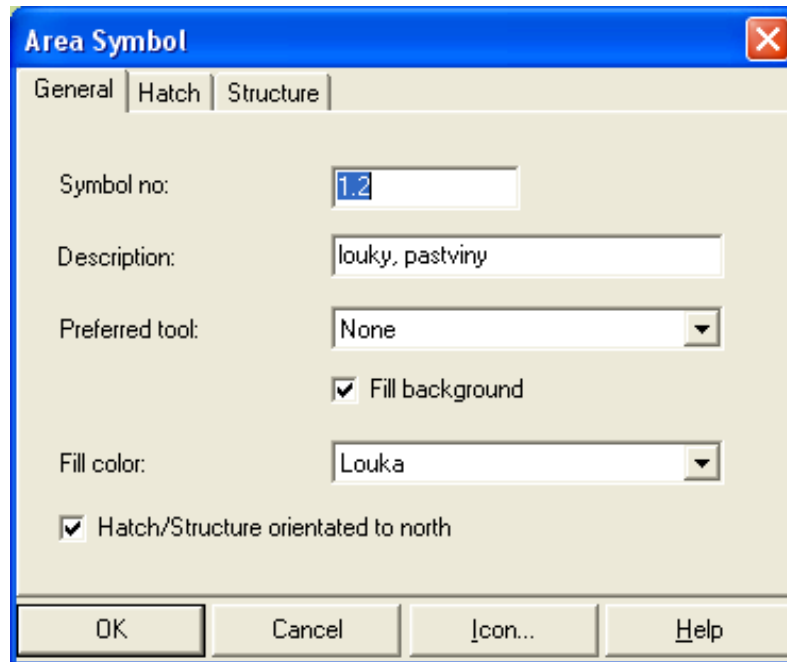 Area Symbol
General Hatch Structure
Symbol no: 1.2
Description: louky, pastviny
Preferred tool: None
Fill background
Fill color: Louka
Hatch/Structure orientated to north
OK Cancel Icon... Help